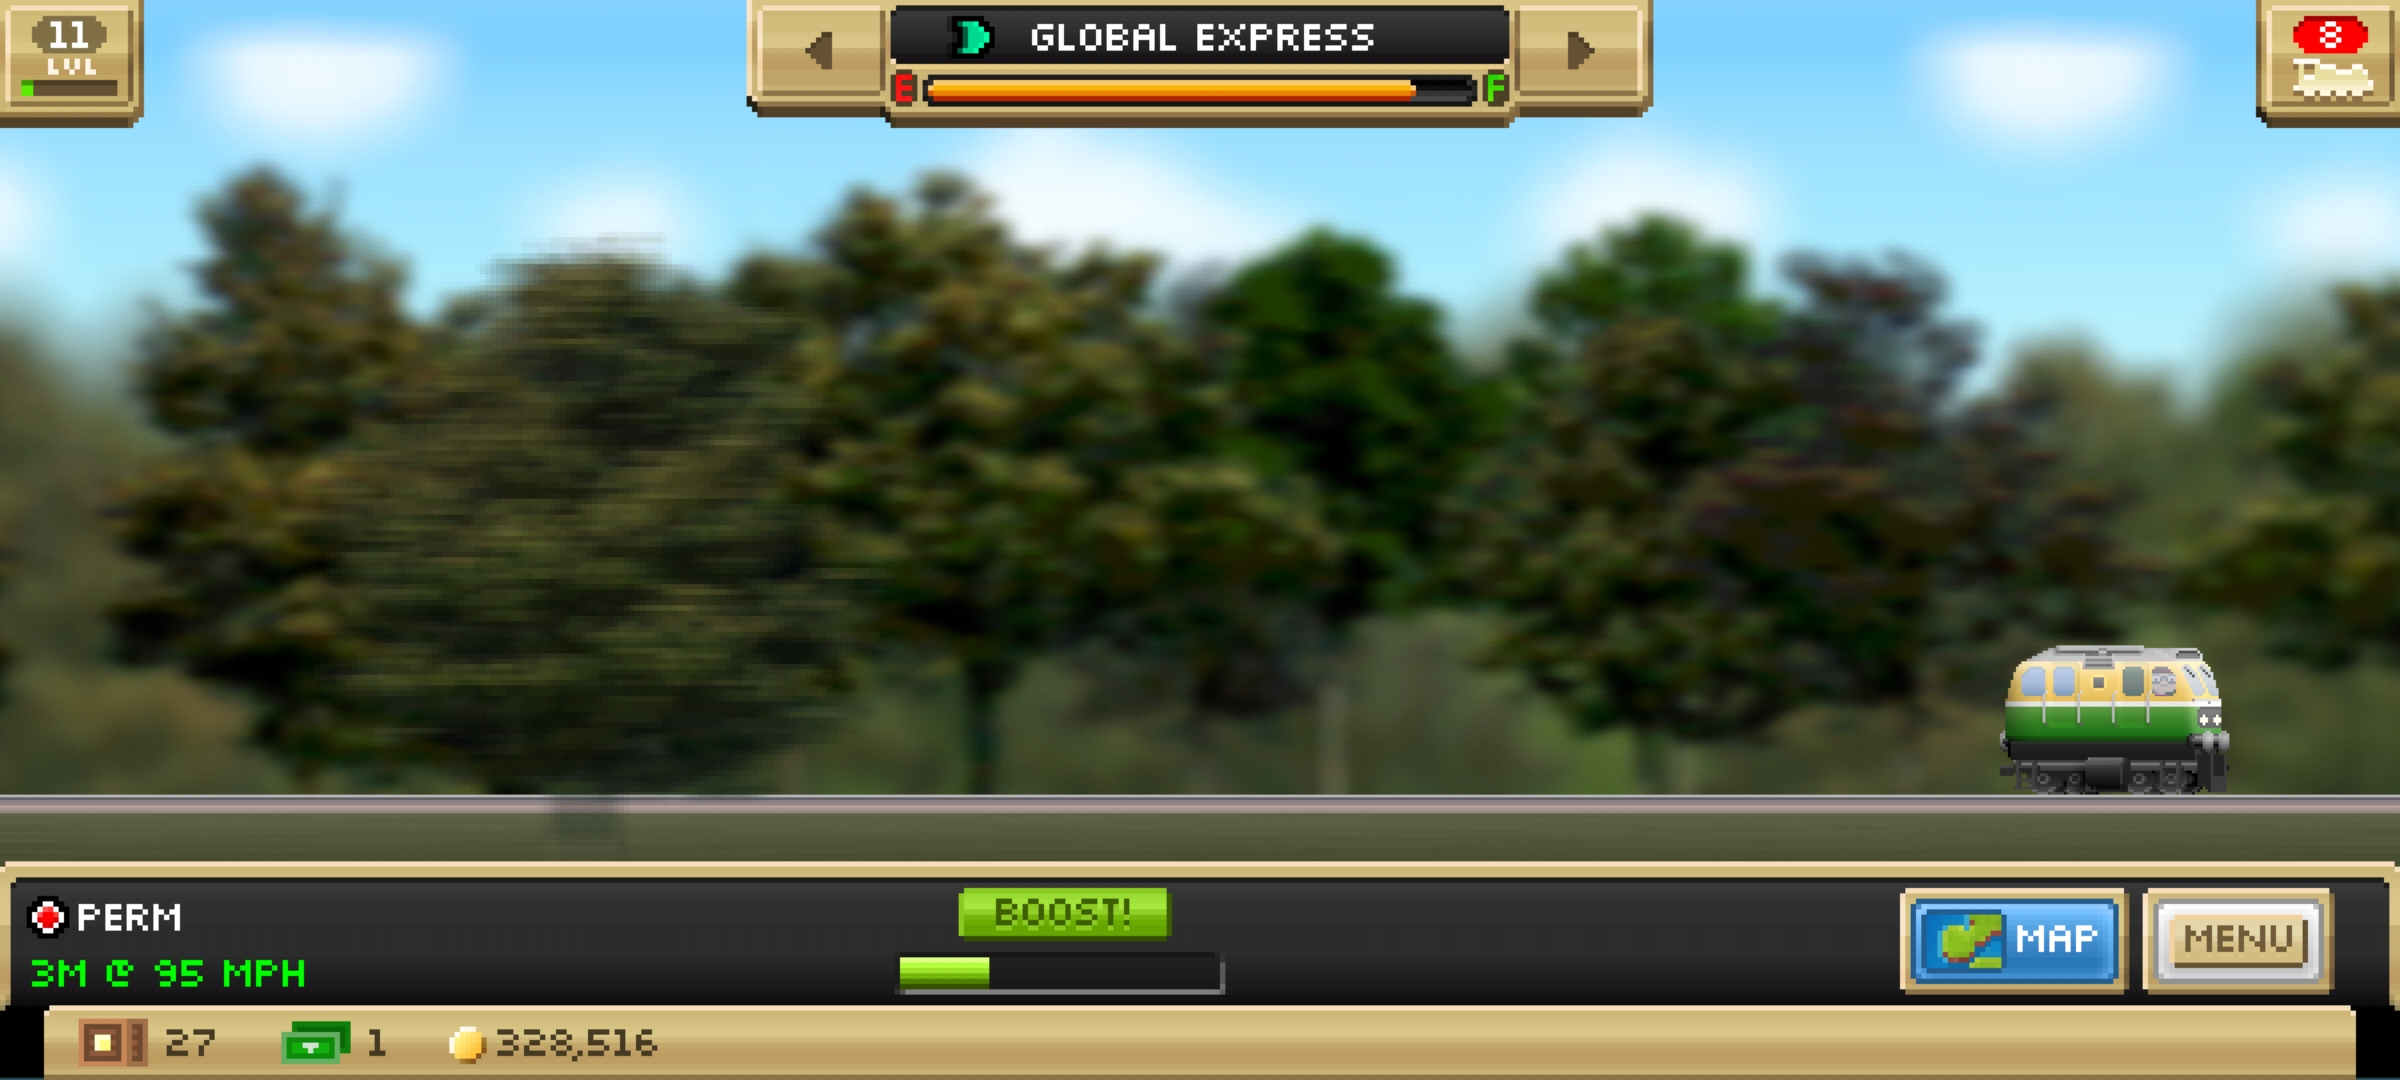 11
LVL
GLOBAL EXPRESS
E F
8
PERM
3M @ 95 MPH
BOOST!
MAP
MENU
27
1
328,516